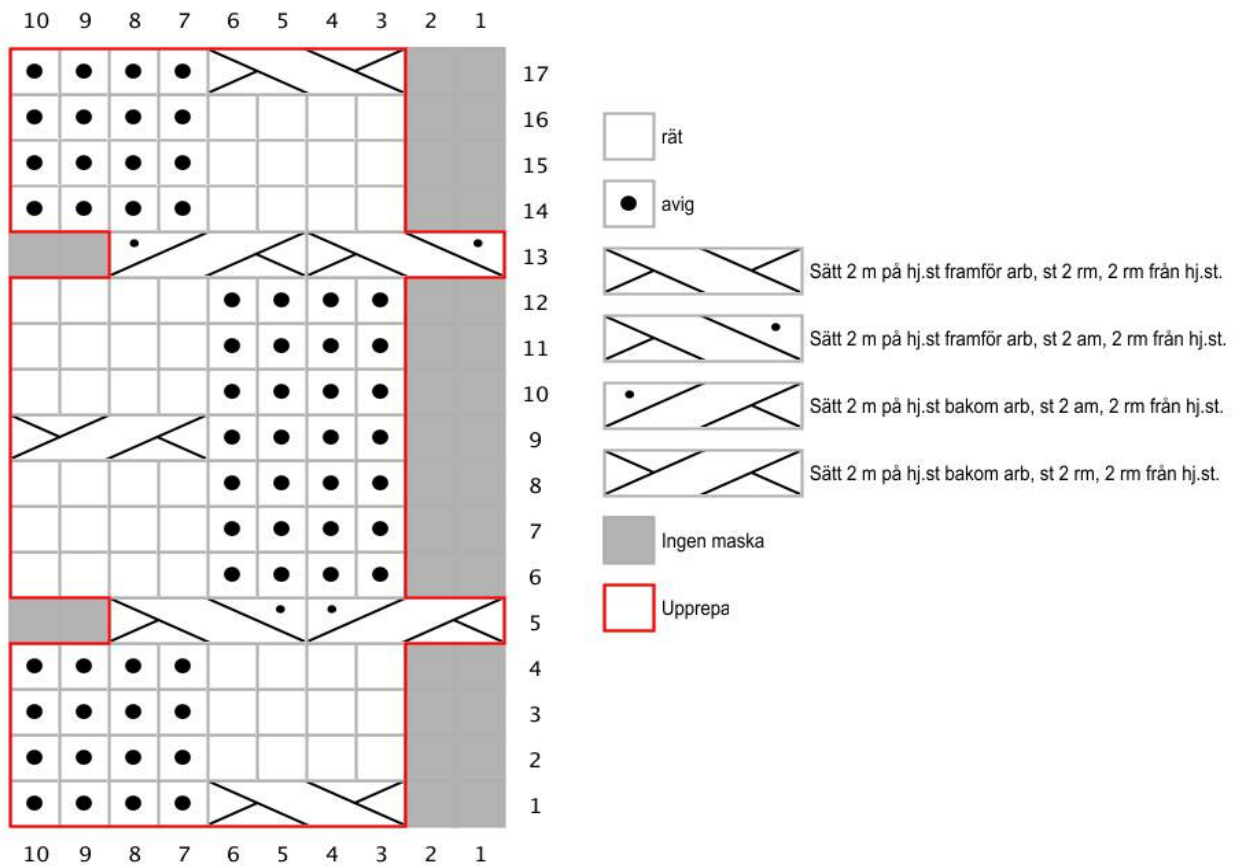 10 9 8 7 6 5 4 3 2 1
17
16
15
14
13
12
11
10
9
8
7
6
5
4
3
2
1
10 9 8 7 6 5 4 3 2 1
rät
avig
Sätt 2 m på hj.st framför arb, st 2 rm, 2 rm från hj.st.
Sätt 2 m på hj.st framför arb, st 2 am, 2 rm från hj.st.
Sätt 2 m på hj.st bakom arb, st 2 am, 2 rm från hj.st.
Sätt 2 m på hj.st bakom arb, st 2 rm, 2 rm från hj.st.
Ingen maska
Upprepa